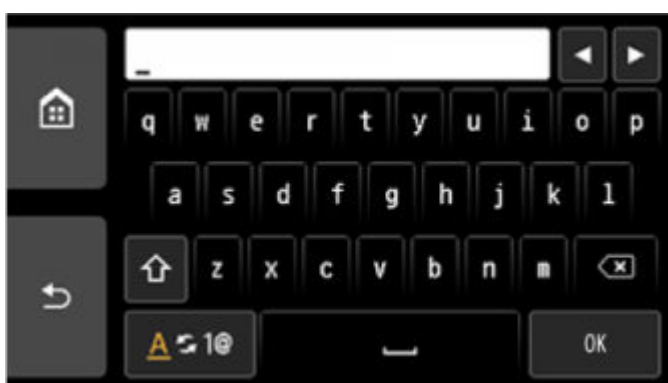 _
q w e r t y u i o p
a s d f g h j k l
z x c v b n m
A 1@ OK